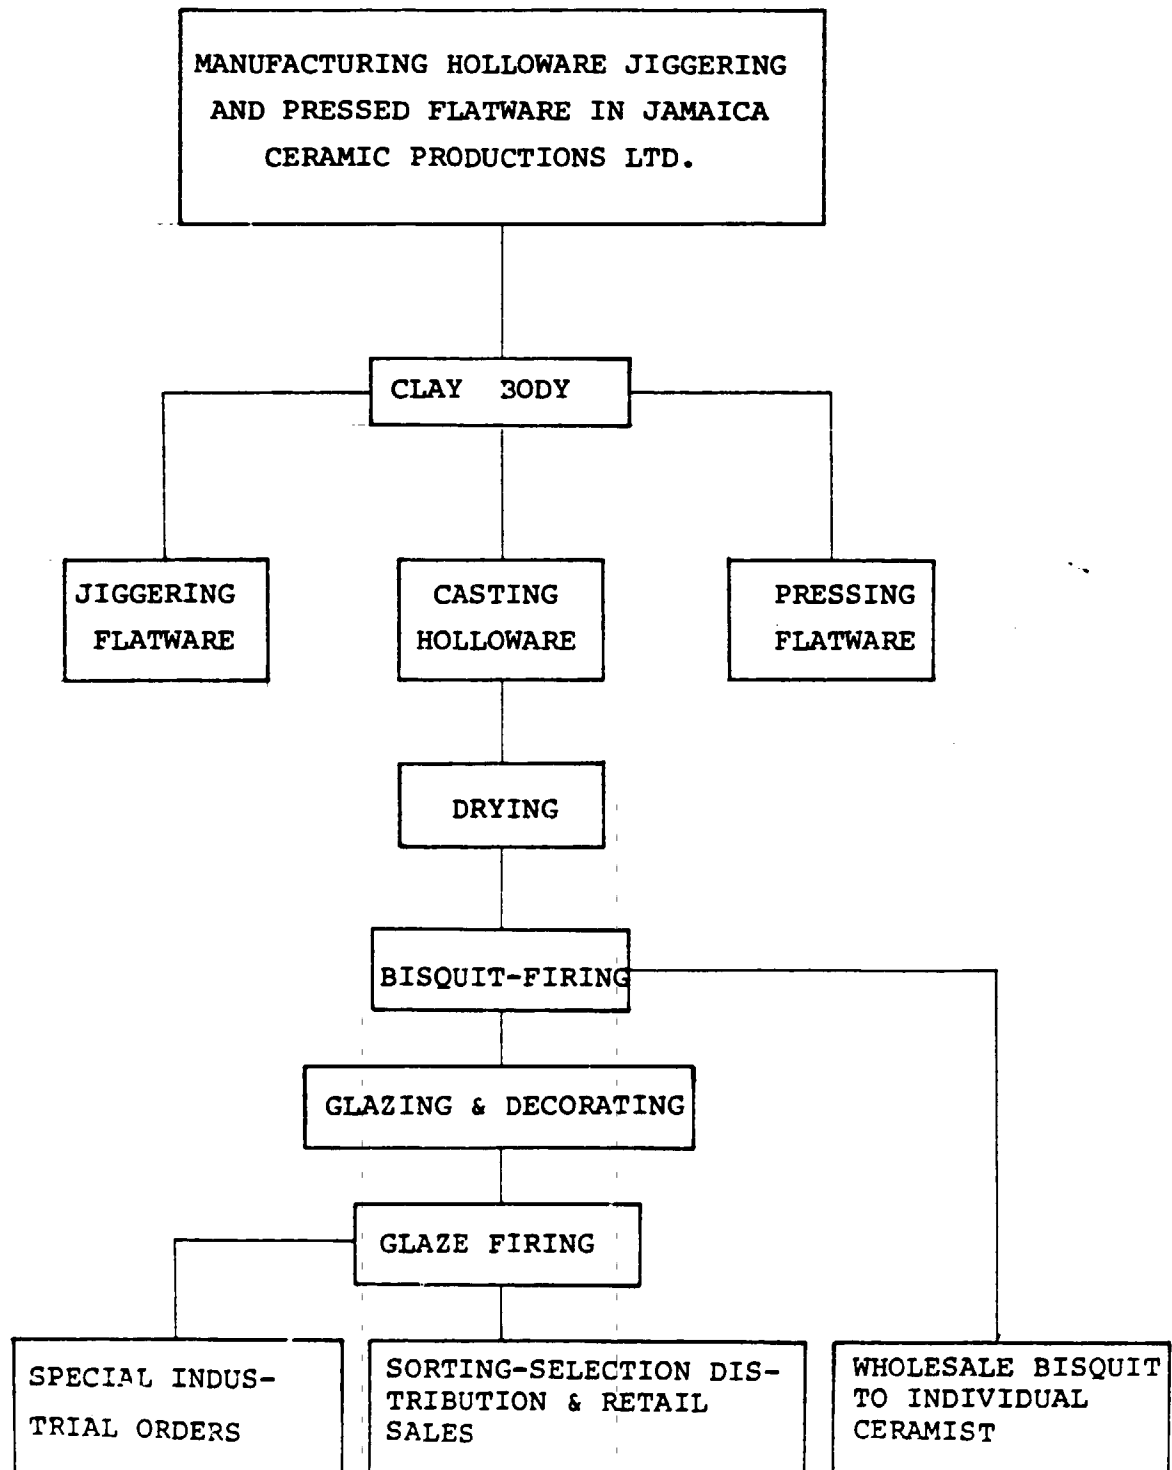 MANUFACTURING HOLLOWARE JIGGERING
AND PRESSED FLATWARE IN JAMAICA
CERAMIC PRODUCTIONS LTD.
CLAY BODY
JIGGERING
FLATWARE
CASTING
HOLLOWARE
PRESSING
FLATWARE
DRYING
BISQUIT-FIRING
GLAZING & DECORATING
GLAZE FIRING
SPECIAL INDUS-
TRIAL ORDERS
SORTING-SELECTION DIS-
TRIBUTION & RETAIL
SALES
WHOLESALE BISQUIT
TO INDIVIDUAL
CERAMIST